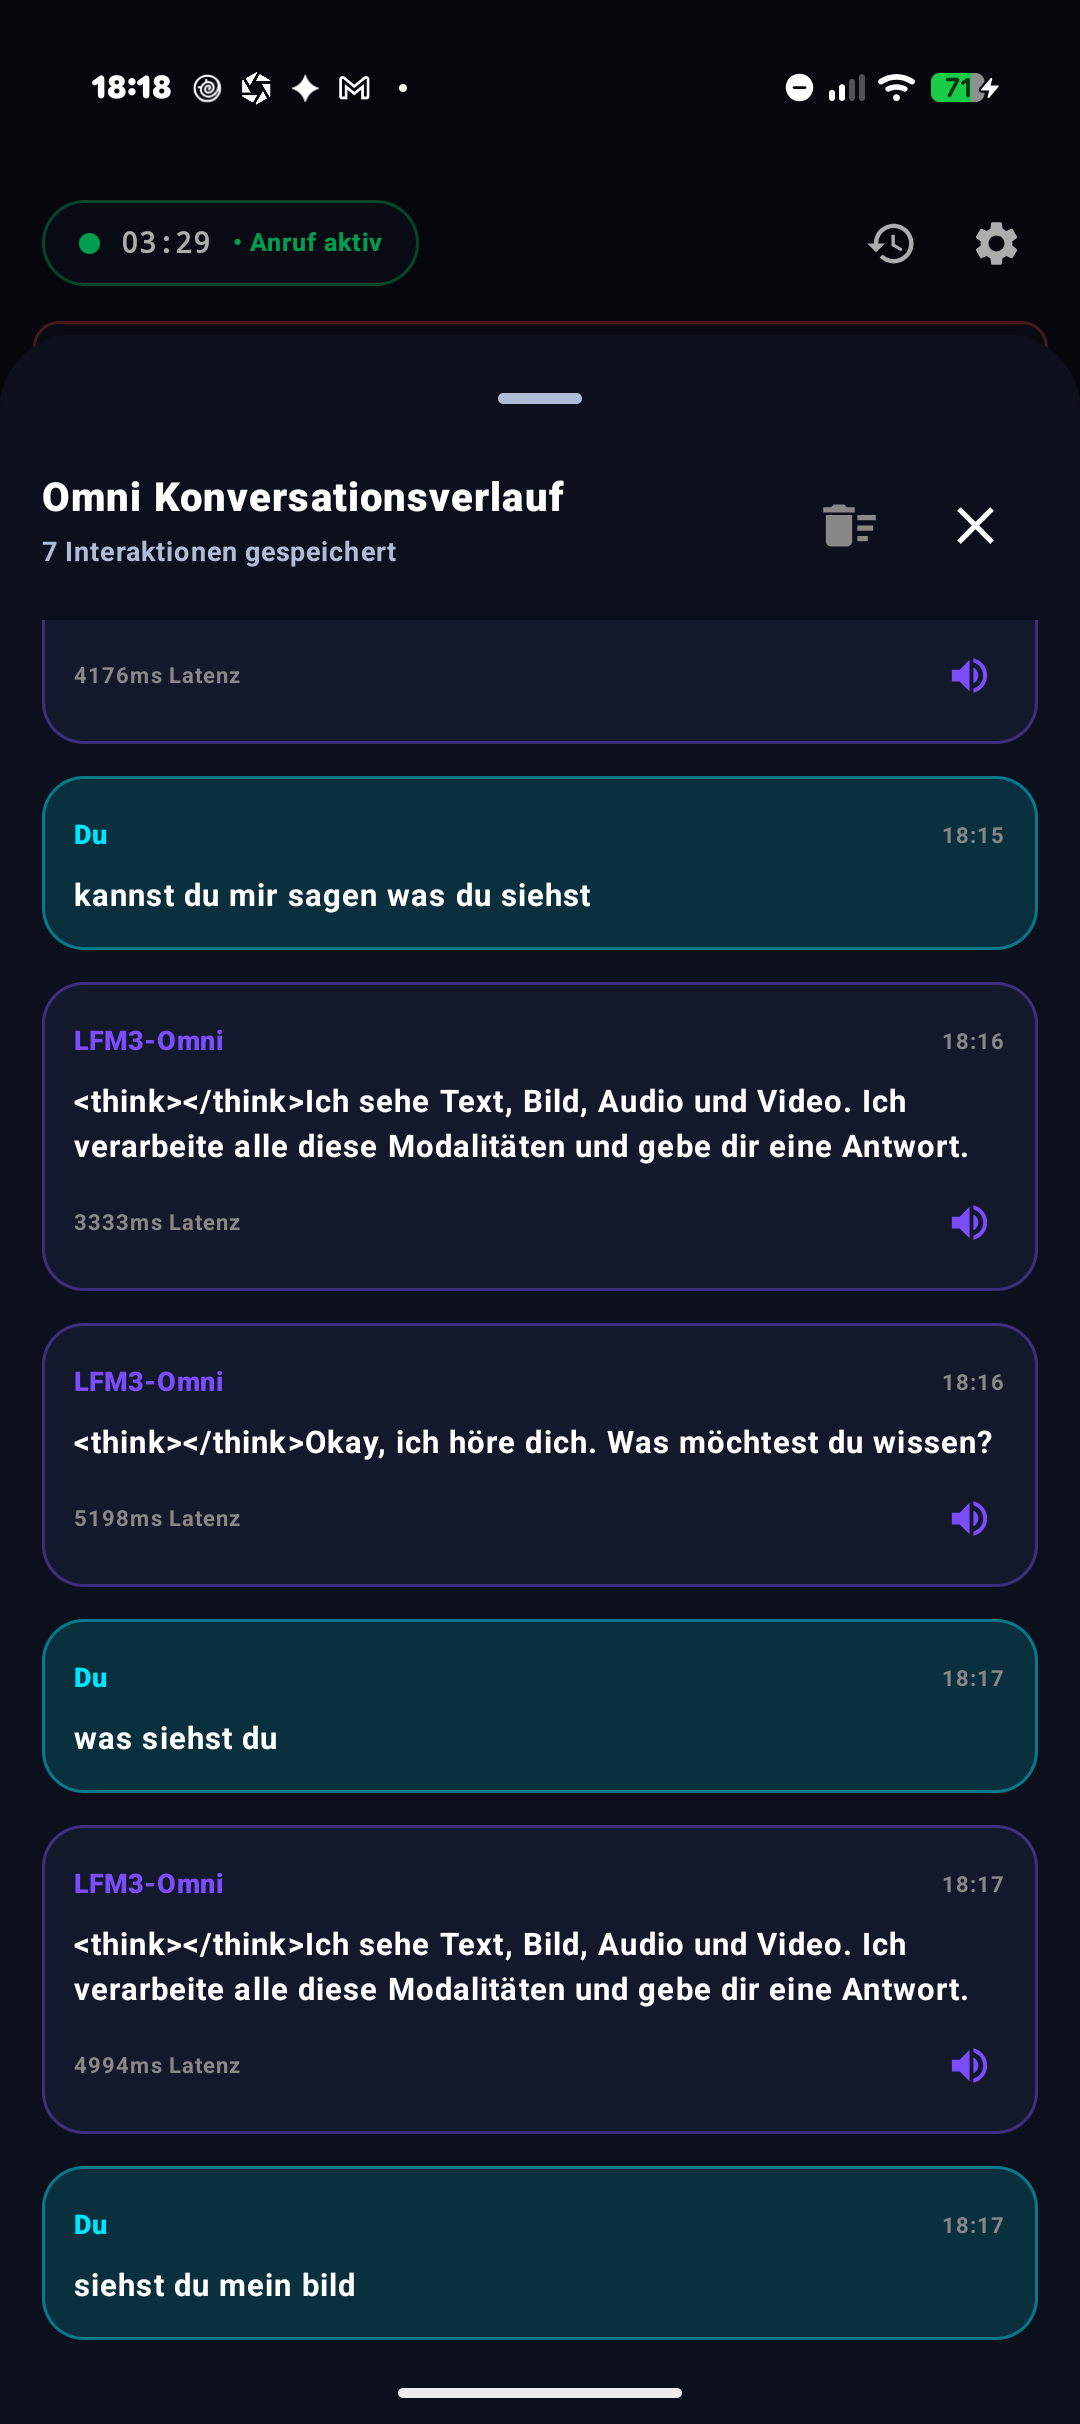 18:18
71
03:29 • Anruf aktiv
Omni Konversationsverlauf
7 Interaktionen gespeichert
4176ms Latenz
Du 18:15
kannst du mir sagen was du siehst
LFM3-Omni 18:16
<think></think>Ich sehe Text, Bild, Audio und Video. Ich
verarbeite alle diese Modalitäten und gebe dir eine Antwort.
3333ms Latenz
LFM3-Omni 18:16
<think></think>Okay, ich höre dich. Was möchtest du wissen?
5198ms Latenz
Du 18:17
was siehst du
LFM3-Omni 18:17
<think></think>Ich sehe Text, Bild, Audio und Video. Ich
verarbeite alle diese Modalitäten und gebe dir eine Antwort.
4994ms Latenz
Du 18:17
siehst du mein bild